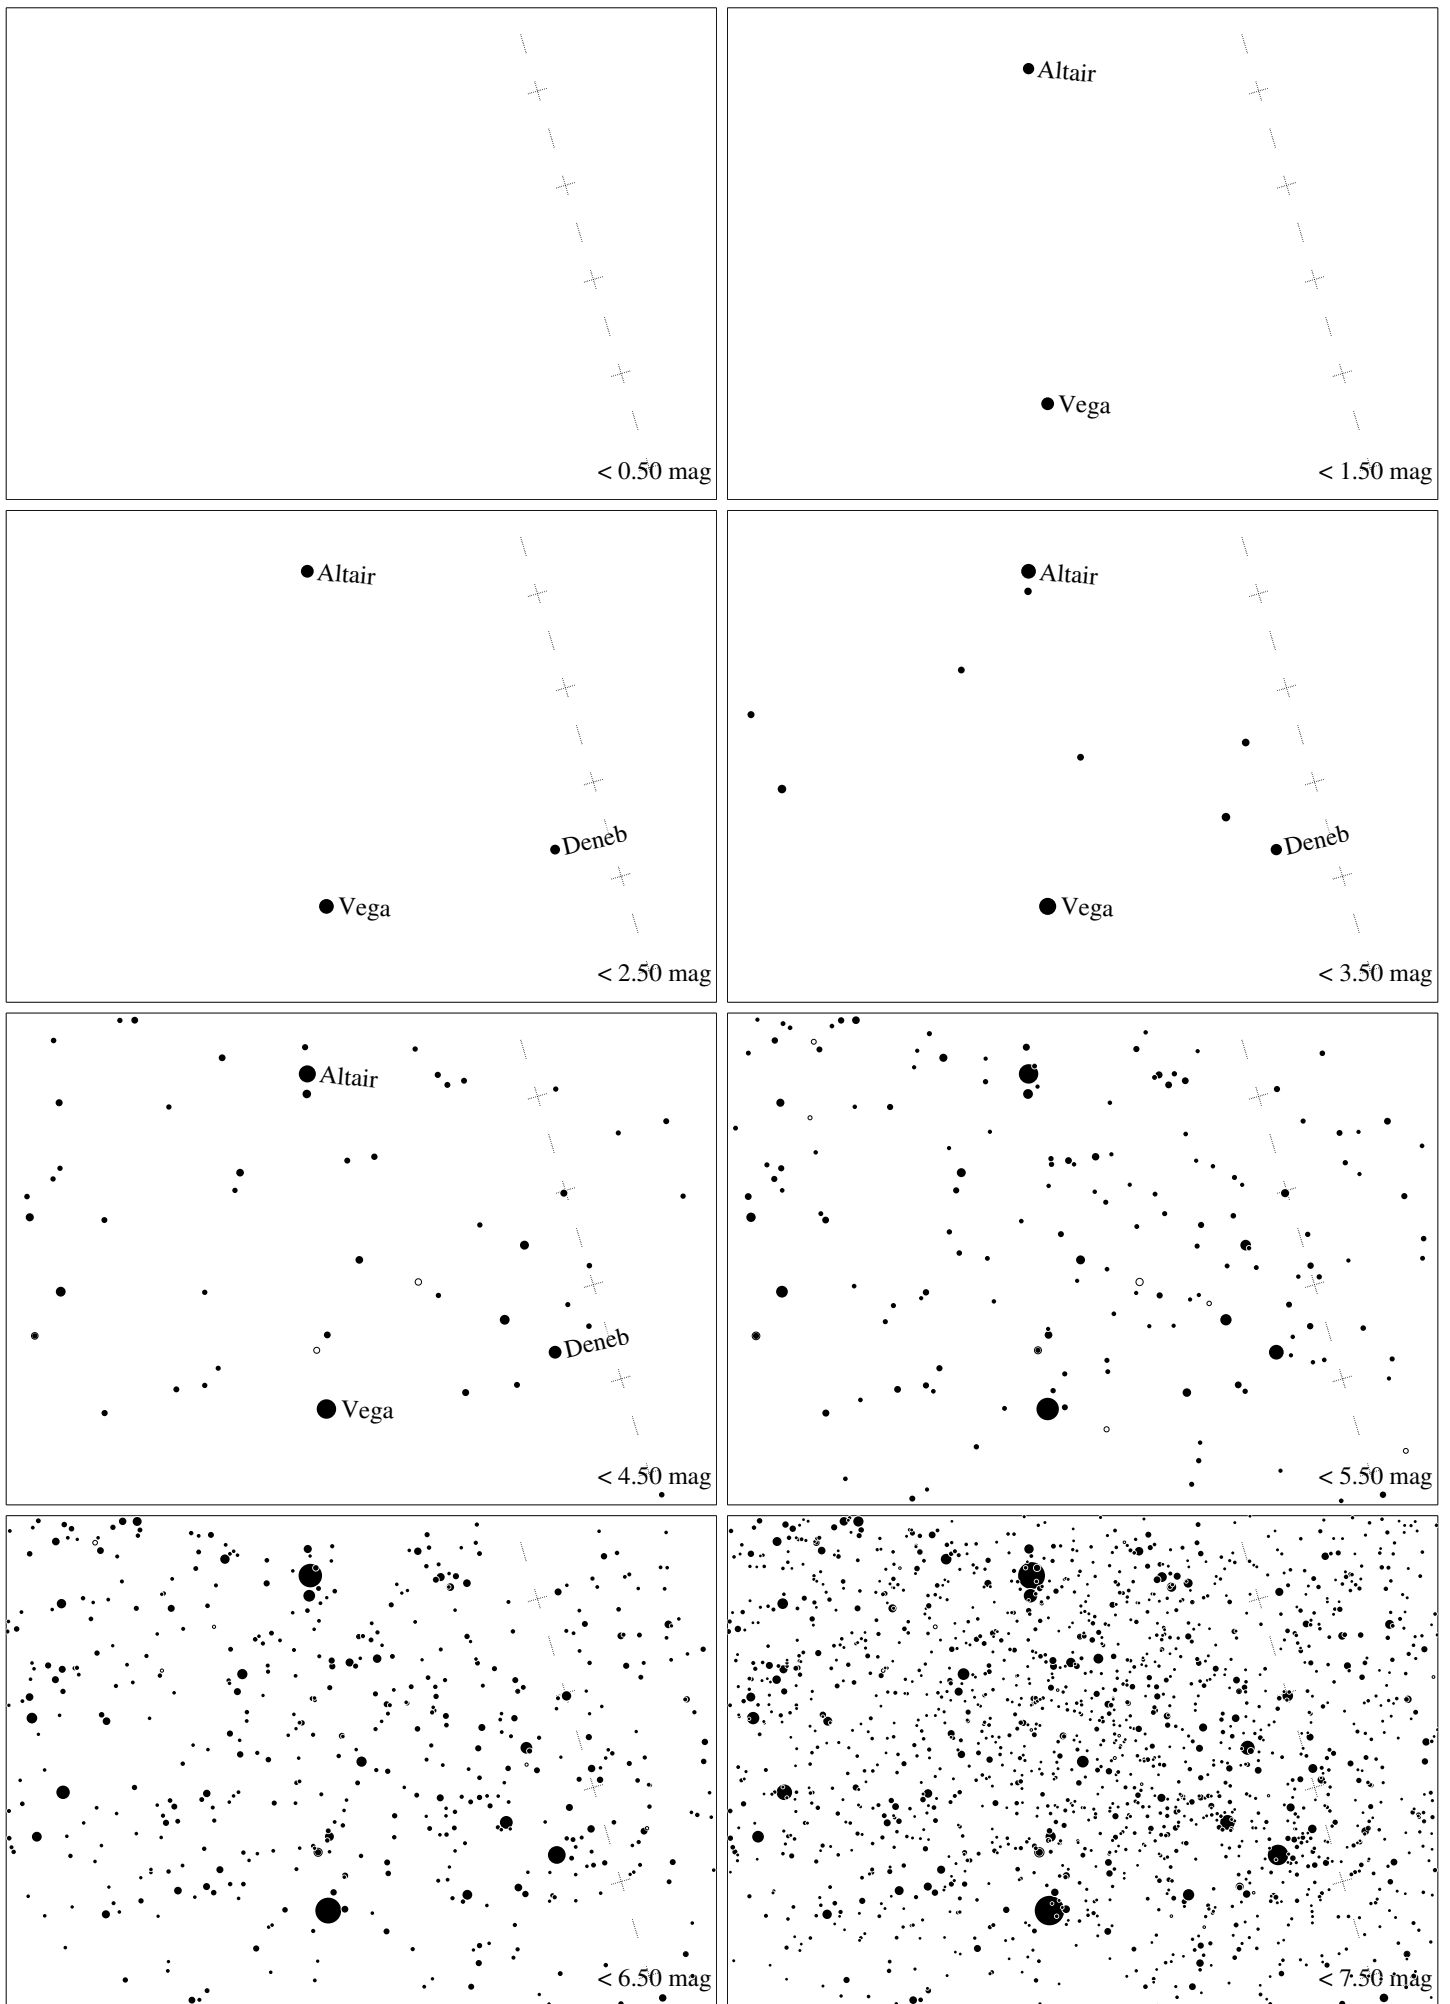 < 0.50 mag
Altair
Vega
< 1.50 mag
Altair
Deneb
Vega
< 2.50 mag
Altair
Deneb
Vega
< 3.50 mag
Altair
Deneb
Vega
< 4.50 mag
< 5.50 mag
< 6.50 mag
< 7.50 mag